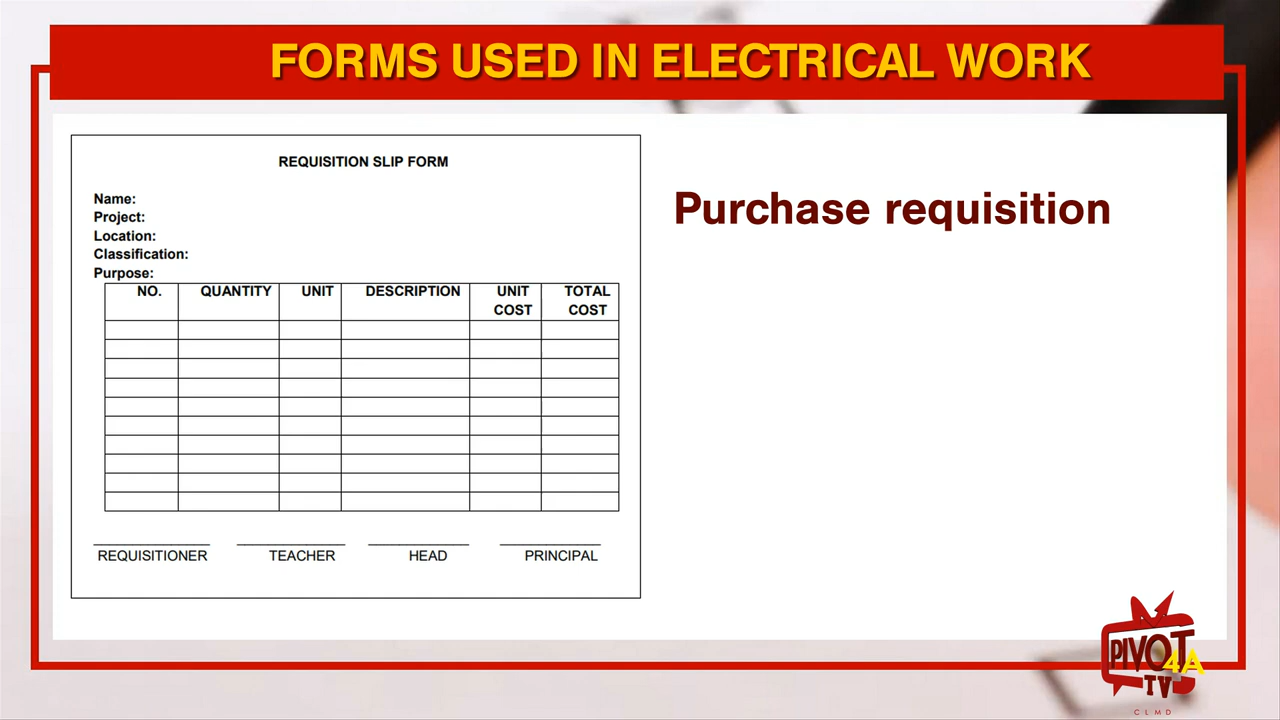 FORMS USED IN ELECTRICAL WORK
REQUISITION SLIP FORM
Name:
Project:
Location:
Classification:
Purpose:
NO. QUANTITY UNIT DESCRIPTION UNIT COST TOTAL COST
REQUISITIONER TEACHER HEAD PRINCIPAL
Purchase requisition
PIVOT
4A
TV
CLMD